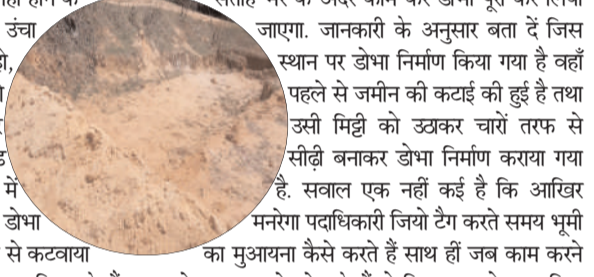 उंचा
डोभा
से कटवाया
जाएगा. जानकारी के अनुसार बता दें जिस
स्थान पर डोभा निर्माण किया गया है वहाँ
पहले से जमीन की कटाई की हुई है तथा
उसी मिट्टी को उठाकर चारों तरफ से
सीढ़ी बनाकर डोभा निर्माण कराया गया
है. सवाल एक नहीं कई है कि आखिर
मनरेगा पदाधिकारी जियो टैग करते समय भूमी
का मुआयना कैसे करते हैं साथ हीं जब काम करने